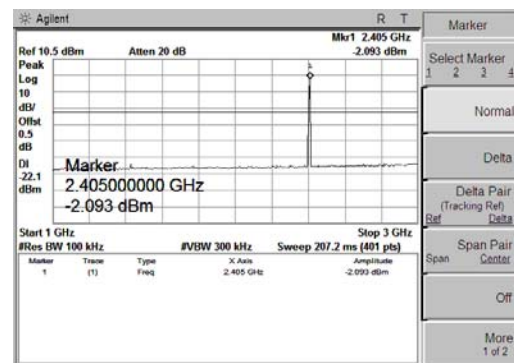 Agilent R T
Mkr1 2.405 GHz
Ref 10.5 dBm Atten 20 dB -2.093 dBm
Peak
Log
10
dB/
Offst
0.5
dB
DI
-22.1
dBm
1
Marker
2.405000000 GHz
-2.093 dBm
Start 1 GHz Stop 3 GHz
#Res BW 100 kHz #VBW 300 kHz Sweep 207.2 ms (401 pts)
Marker Trace Type X Axis Amplitude
1 (1) Freq 2.405 GHz -2.093 dBm
Marker
Select Marker
1 2 3 4
Normal
Delta
Delta Pair
(Tracking Ref)
Ref Delta
Span Pair
Span Center
Off
More
1 of 2